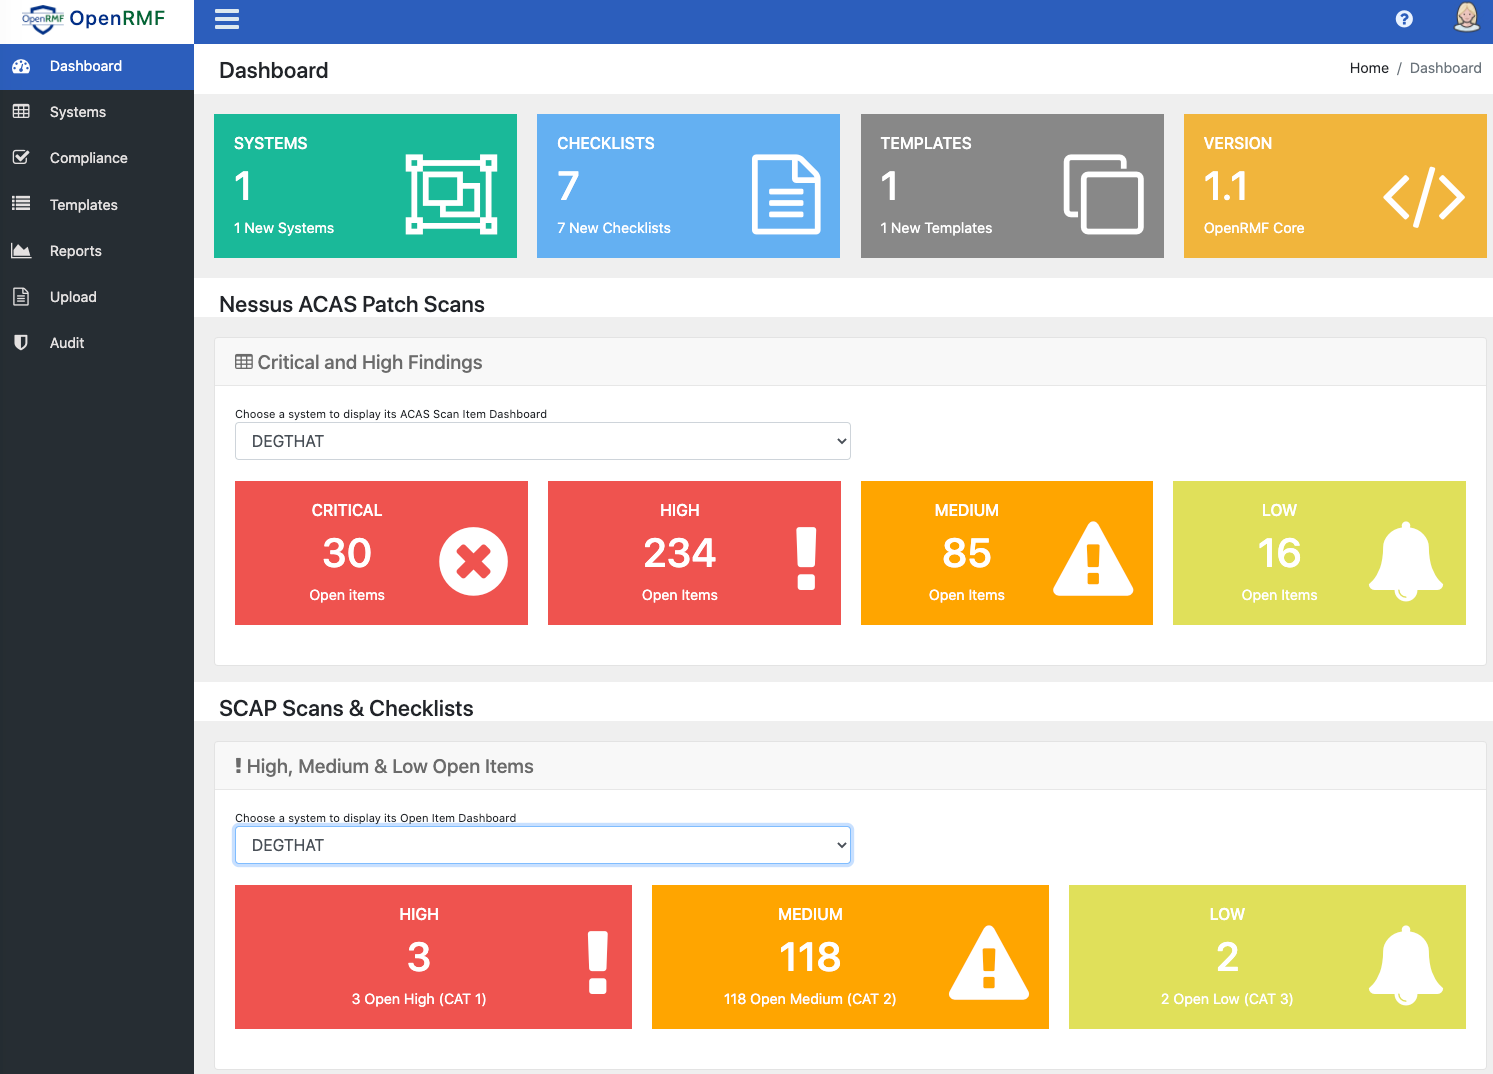 OpenRMF OpenRMF
Dashboard
Systems
Compliance
Templates
Reports
Upload
Audit
Dashboard
Home / Dashboard
SYSTEMS
1
1 New Systems
CHECKLISTS
7
7 New Checklists
TEMPLATES
1
1 New Templates
VERSION
1.1
OpenRMF Core
Nessus ACAS Patch Scans
Critical and High Findings
Choose a system to display its ACAS Scan Item Dashboard
DEGTHAT
CRITICAL
30
Open items
HIGH
234
Open Items
MEDIUM
85
Open Items
LOW
16
Open Items
SCAP Scans & Checklists
High, Medium & Low Open Items
Choose a system to display its Open Item Dashboard
DEGTHAT
HIGH
3
3 Open High (CAT 1)
MEDIUM
118
118 Open Medium (CAT 2)
LOW
2
2 Open Low (CAT 3)